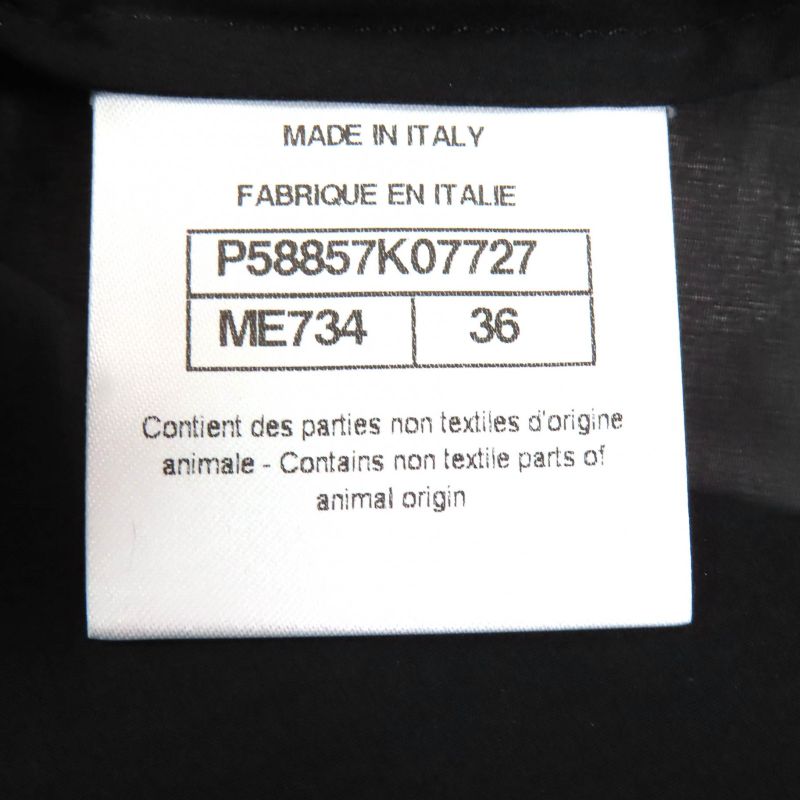 MADE IN ITALY
FABRIQUE EN ITALIE
P58857K07727
ME734 36
Contient des parties non textiles d'origine
animale - Contains non textile parts of
animal origin